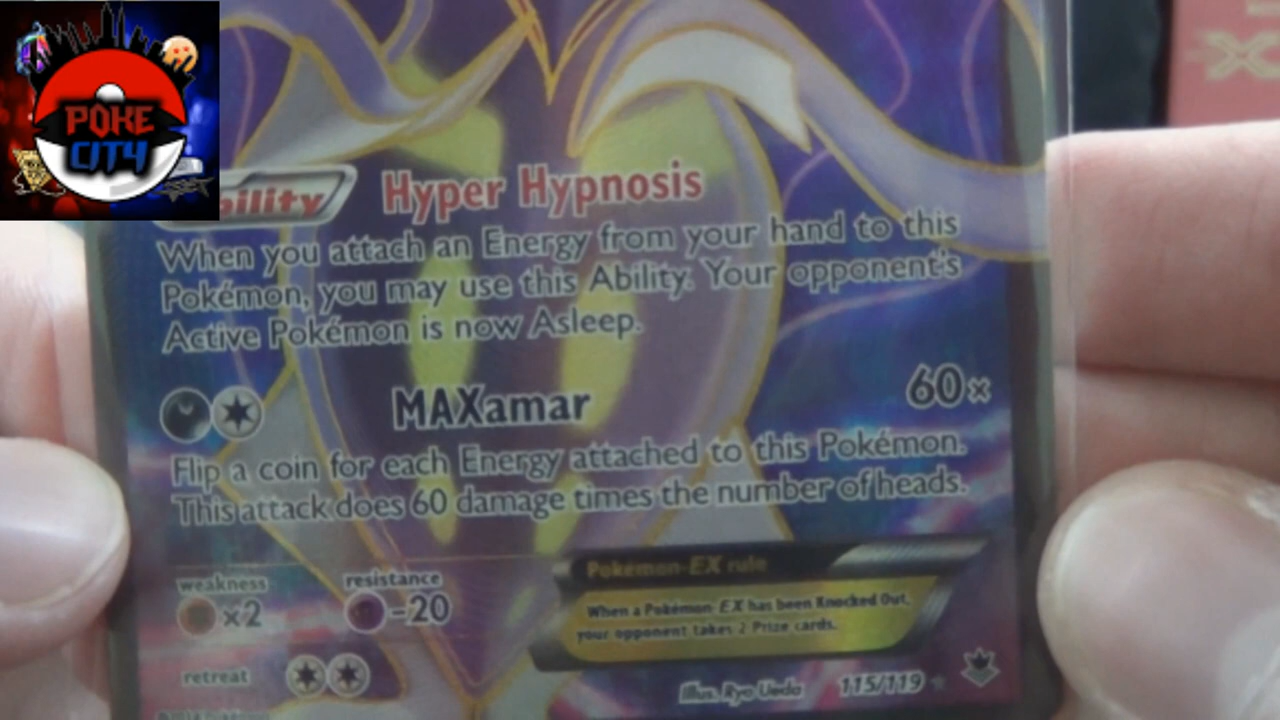 POKE
CITY
Ability
Hyper Hypnosis
When you attach an Energy from your hand to this
Pokémon, you may use this Ability. Your opponent's
Active Pokémon is now Asleep.
MAXamar
60x
Flip a coin for each Energy attached to this Pokémon.
This attack does 60 damage times the number of heads.
weakness
resistance
x2
-20
Pokémon-EX rule
When a Pokémon-EX has been Knocked Out,
your opponent takes 2 Prize cards.
retreat
Illus. Ryo Ueda
115/119
X